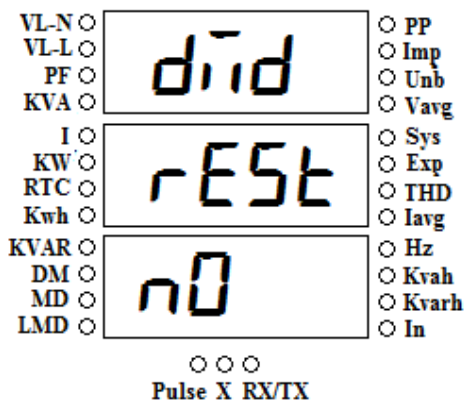 VL-N PP
VL-L Imp
dmd
PF Unb
KVA Vavg
I Sys
KW Exp
rESt
RTC THD
Kwh Iavg
KVAR Hz
DM Kvah
n0
MD Kvarh
LMD In
Pulse X RX/TX